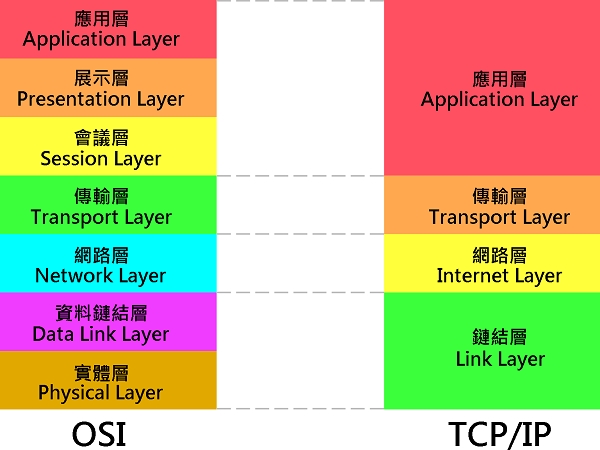 應用層
Application Layer
展示層
Presentation Layer
會議層
Session Layer
傳輸層
Transport Layer
網路層
Network Layer
資料鏈結層
Data Link Layer
實體層
Physical Layer
OSI
應用層
Application Layer
傳輸層
Transport Layer
網路層
Internet Layer
鏈結層
Link Layer
TCP/IP